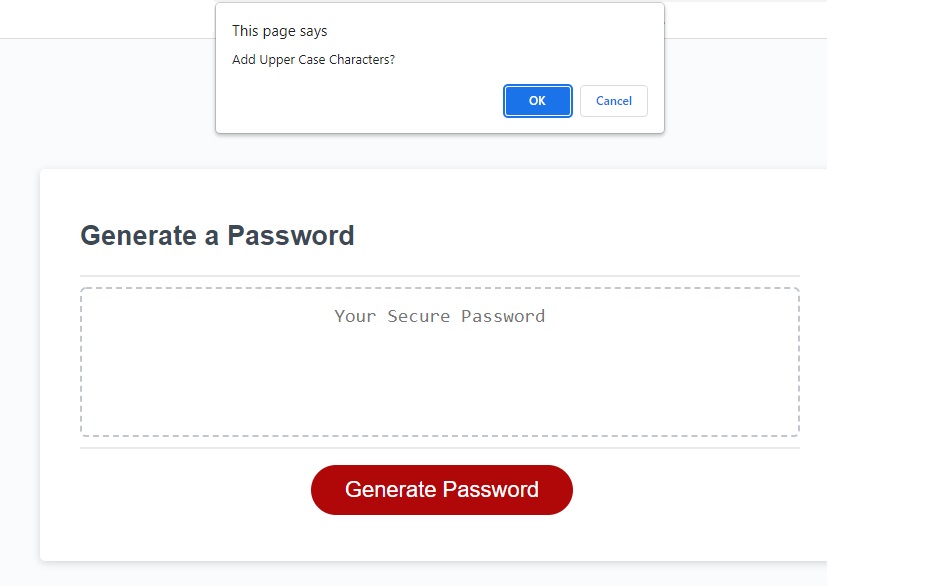 This page says
Add Upper Case Characters?
OK
Cancel
Generate a Password
Your Secure Password
Generate Password